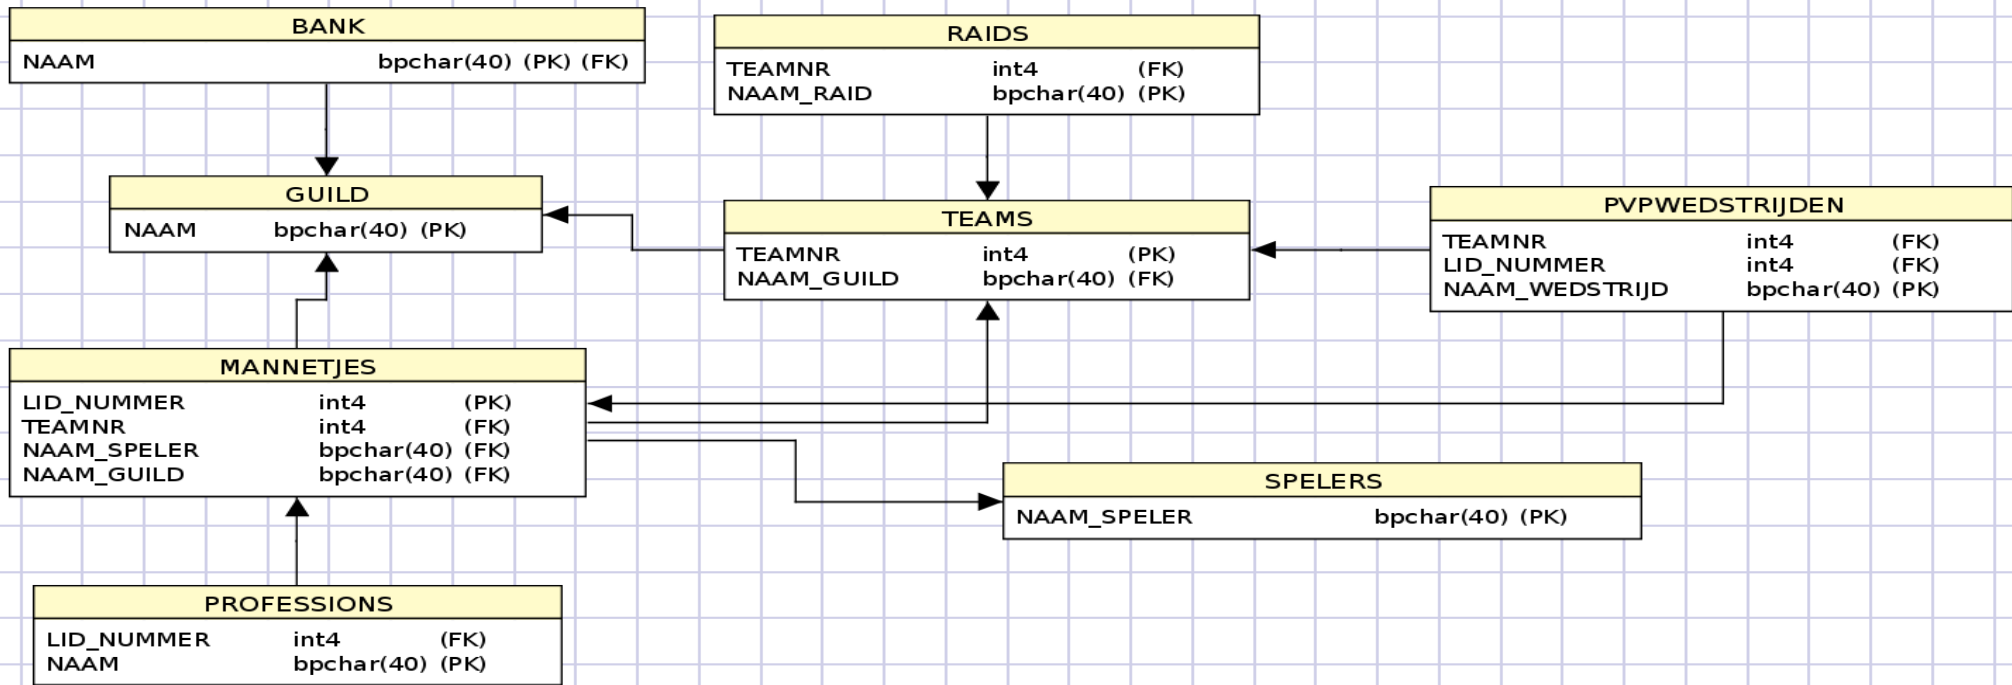 BANK
NAAM bpchar(40) (PK) (FK)
RAIDS
TEAMNR int4 (FK)
NAAM_RAID bpchar(40) (PK)
GUILD
NAAM bpchar(40) (PK)
TEAMS
TEAMNR int4 (PK)
NAAM_GUILD bpchar(40) (FK)
PVPWEDSTRIJDEN
TEAMNR int4 (FK)
LID_NUMMER int4 (FK)
NAAM_WEDSTRIJD bpchar(40) (PK)
MANNETJES
LID_NUMMER int4 (PK)
TEAMNR int4 (FK)
NAAM_SPELER bpchar(40) (FK)
NAAM_GUILD bpchar(40) (FK)
SPELERS
NAAM_SPELER bpchar(40) (PK)
PROFESSIONS
LID_NUMMER int4 (FK)
NAAM bpchar(40) (PK)